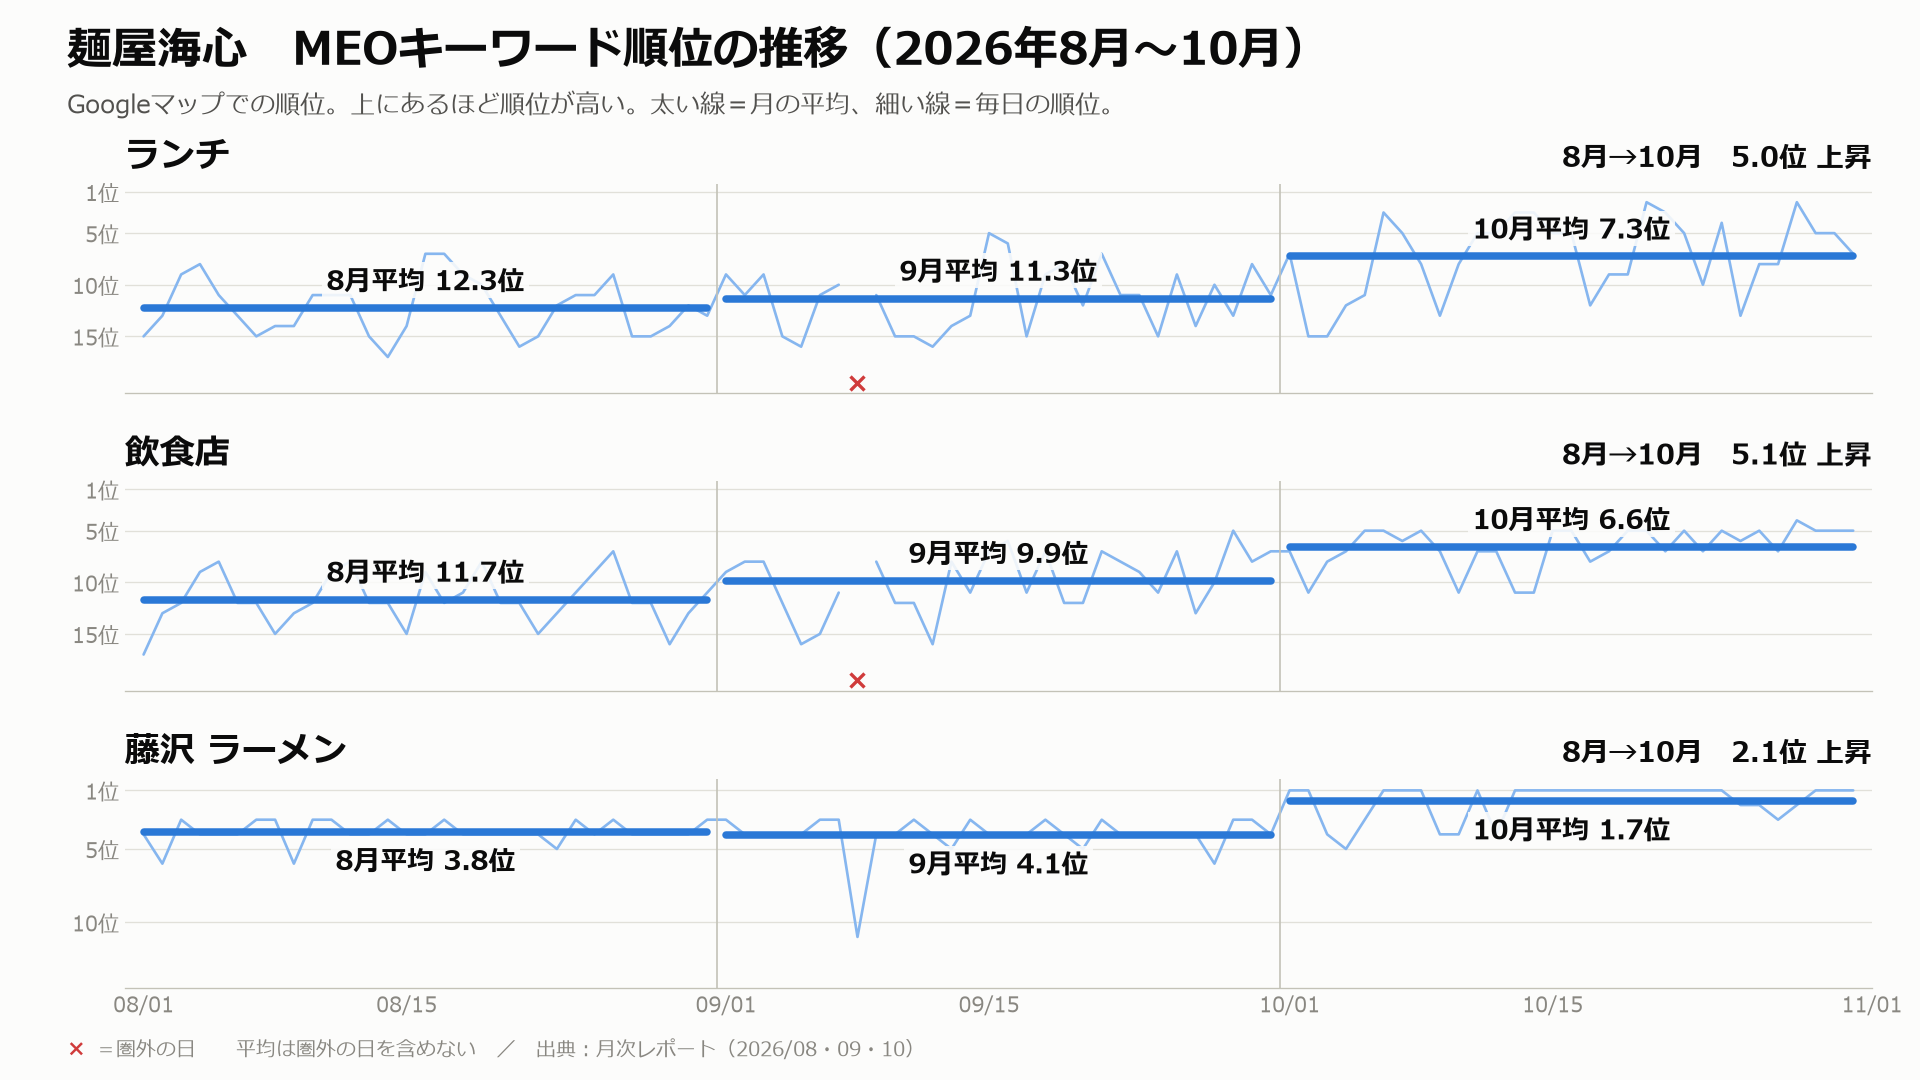 麺屋海心　MEOキーワード順位の推移（2026年8月〜10月）
Googleマップでの順位。上にあるほど順位が高い。太い線＝月の平均、細い線＝毎日の順位。
ランチ
8月→10月　5.0位 上昇
1位
5位
10位
15位
8月平均 12.3位
9月平均 11.3位
10月平均 7.3位
×
飲食店
8月→10月　5.1位 上昇
1位
5位
10位
15位
8月平均 11.7位
9月平均 9.9位
10月平均 6.6位
×
藤沢 ラーメン
8月→10月　2.1位 上昇
1位
5位
10位
8月平均 3.8位
9月平均 4.1位
10月平均 1.7位
08/01 08/15 09/01 09/15 10/01 10/15 11/01
× ＝圏外の日　　平均は圏外の日を含めない　／　出典：月次レポート（2026/08・09・10）